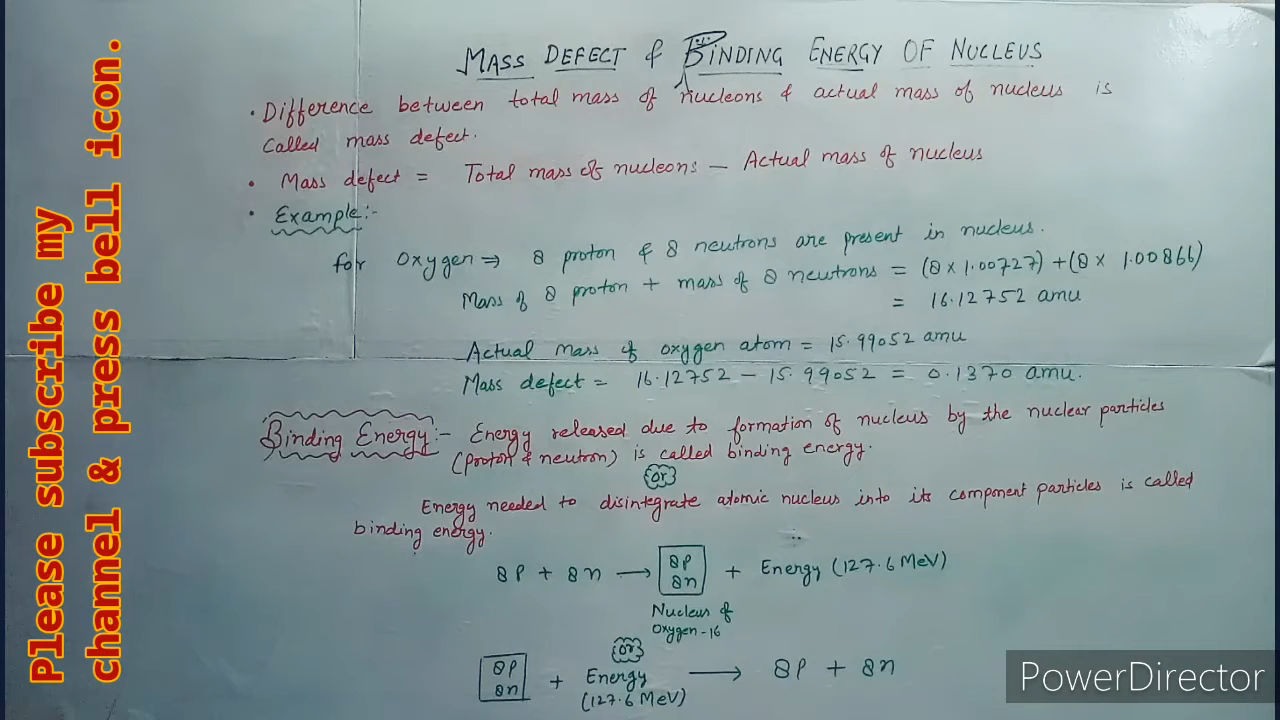 MASS DEFECT & BINDING ENERGY OF NUCLEUS
• Difference between total mass of nucleons & actual mass of nucleus is
called mass defect.
• Mass defect = Total mass of nucleons — Actual mass of nucleus
• Example:-
for Oxygen ⇒ 8 proton & 8 neutrons are present in nucleus.
Mass of 8 proton + mass of 8 neutrons = (8 × 1.00727) + (8 × 1.00866)
= 16.12752 amu
Actual mass of oxygen atom = 15.99052 amu
Mass defect = 16.12752 — 15.99052 = 0.1370 amu.
Binding Energy:- Energy released due to formation of nucleus by the nuclear particles
(proton & neutron) is called binding energy.
or
Energy needed to disintegrate atomic nucleus into its component particles is called
binding energy.
8P + 8n → 8P 8n + Energy (127.6 MeV)
Nucleus of
Oxygen-16
or
8P 8n + Energy → 8P + 8n
(127.6 MeV)
Please subscribe my
channel & press bell icon.
PowerDirector